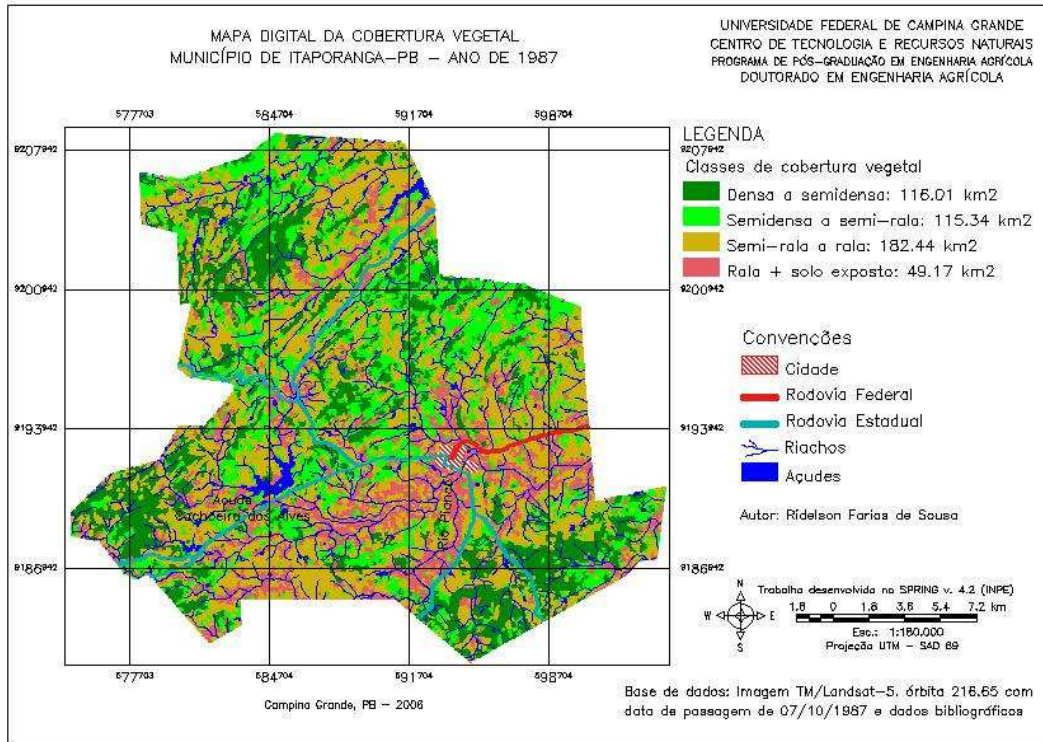 MAPA DIGITAL DA COBERTURA VEGETAL
MUNICÍPIO DE ITAPORANGA-PB - ANO DE 1987
UNIVERSIDADE FEDERAL DE CAMPINA GRANDE
CENTRO DE TECNOLOGIA E RECURSOS NATURAIS
PROGRAMA DE PÓS-GRADUAÇÃO EM ENGENHARIA AGRÍCOLA
DOUTORADO EM ENGENHARIA AGRÍCOLA
577703 584704 591704 598704
9207942 9207942
9200942 9200942
9193942 9193942
9186942 9186942
577703 584704 591704 598704
Açude
Cachoeira dos Alves
Rio Piancó
LEGENDA
Classes de cobertura vegetal
Densa a semidensa: 116.01 km2
Semidensa a semi-rala: 115.34 km2
Semi-rala a rala: 182.44 km2
Rala + solo exposto: 49.17 km2
Convenções
Cidade
Rodovia Federal
Rodovia Estadual
Riachos
Açudes
Autor: Ridelson Farias de Sousa
N
W E
S
Trabalho desenvolvido no SPRING v. 4.2 (INPE)
1.8 0 1.8 3.6 5.4 7.2 km
Esc.: 1:180.000
Projeção UTM - SAD 69
Campina Grande, PB - 2006
Base de dados: Imagem TM/Landsat-5, órbita 216.65 com
data de passagem de 07/10/1987 e dados bibliográficos